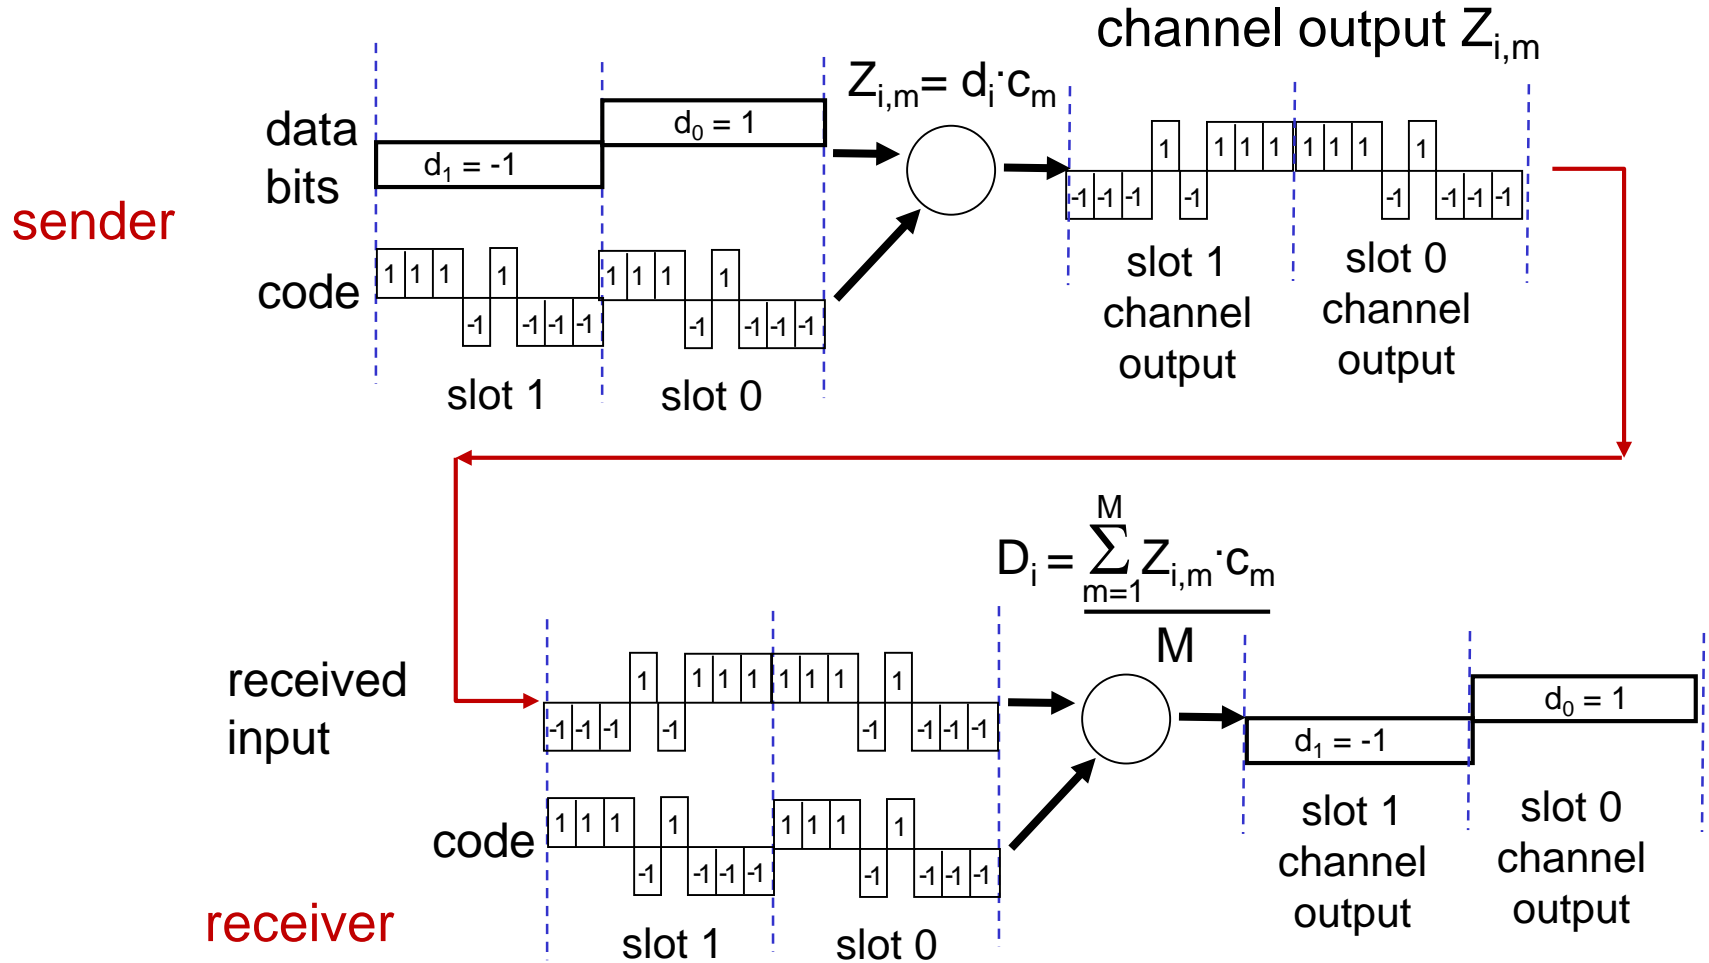 channel output Z_i,m
Z_i,m = d_i·c_m
data bits
d_0 = 1
d_1 = -1
1 1 1 -1 1 -1 -1 -1 1 1 1 -1 1 -1 -1 -1
-1 -1 -1 1 -1 1 1 1 1 1 1 -1 1 -1 -1 -1
sender
code
slot 1
slot 0
slot 1 channel output
slot 0 channel output
D_i = Σ_{m=1}^{M} Z_i,m·c_m
M
received input
-1 -1 -1 1 -1 1 1 1 1 1 1 -1 1 -1 -1 -1
d_0 = 1
d_1 = -1
code
1 1 1 -1 1 -1 -1 -1 1 1 1 -1 1 -1 -1 -1
slot 1
slot 0
slot 1 channel output
slot 0 channel output
receiver